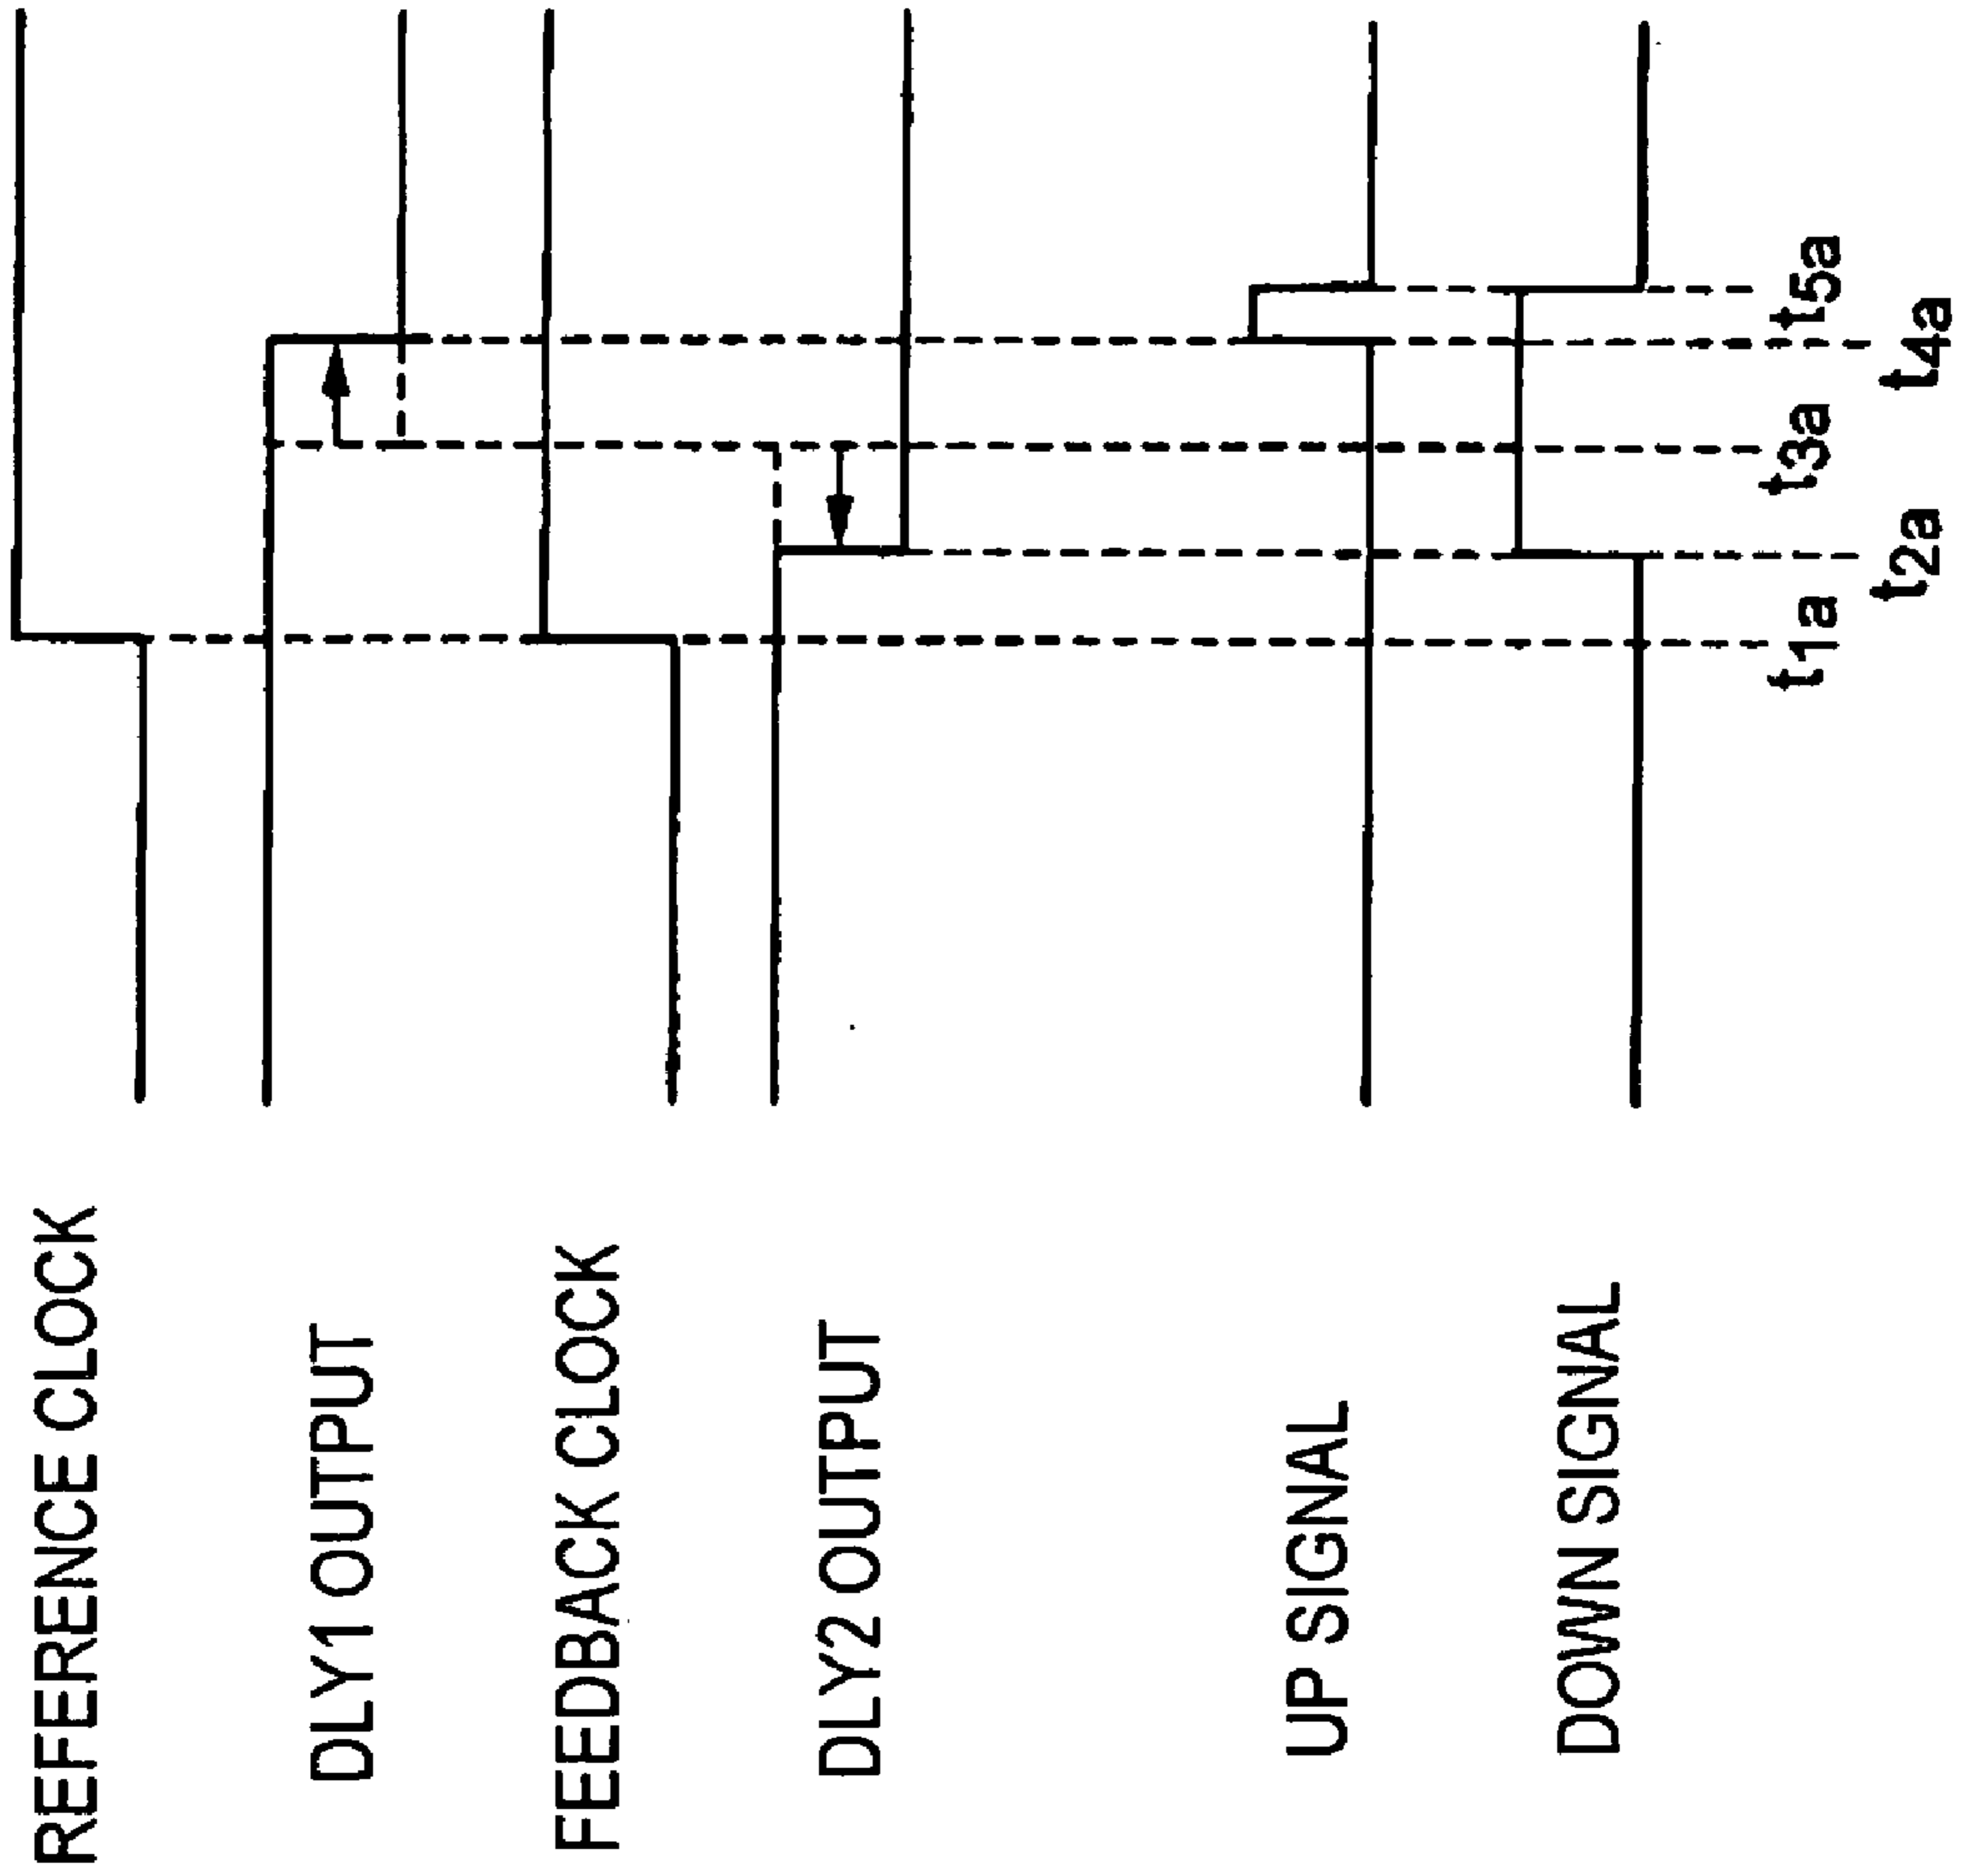 REFERENCE CLOCK
DLY1 OUTPUT
FEEDBACK CLOCK
DLY2 OUTPUT
UP SIGNAL
DOWN SIGNAL
t1a
t2a
t3a
t4a
t5a